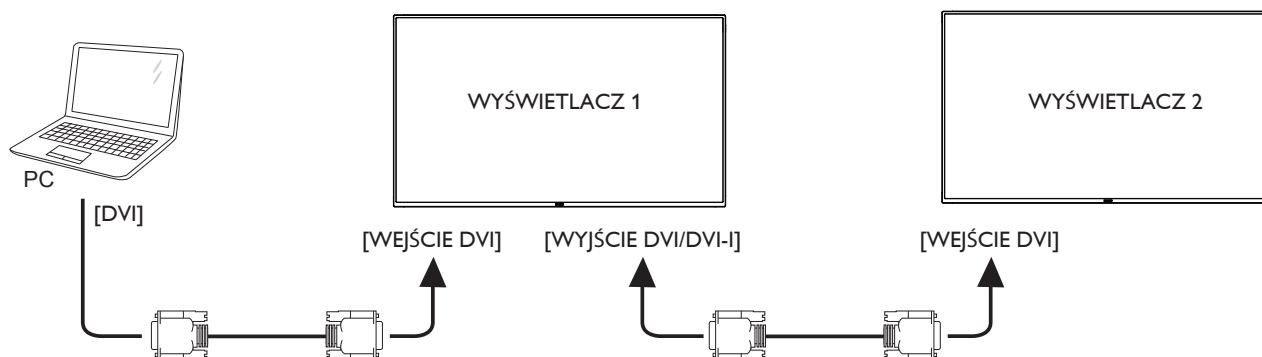 WYŚWIETLACZ 1
WYŚWIETLACZ 2
PC
[DVI]
[WEJŚCIE DVI]
[WYJŚCIE DVI/DVI-I]
[WEJŚCIE DVI]